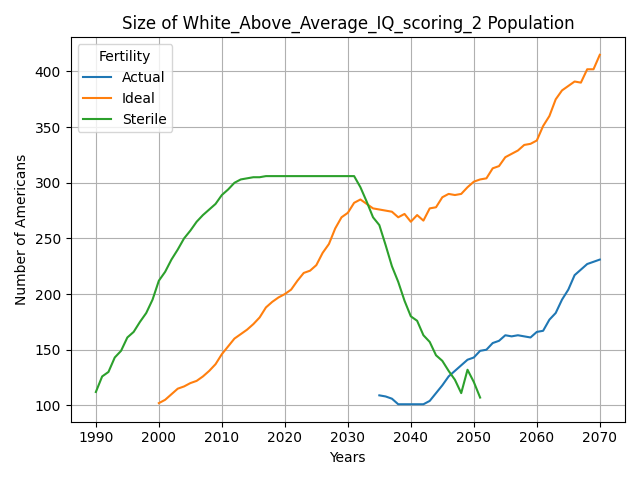 Size of White_Above_Average_IQ_scoring_2 Population
Fertility
Actual
Ideal
Sterile
Number of Americans
400
350
300
250
200
150
100
1990 2000 2010 2020 2030 2040 2050 2060 2070
Years